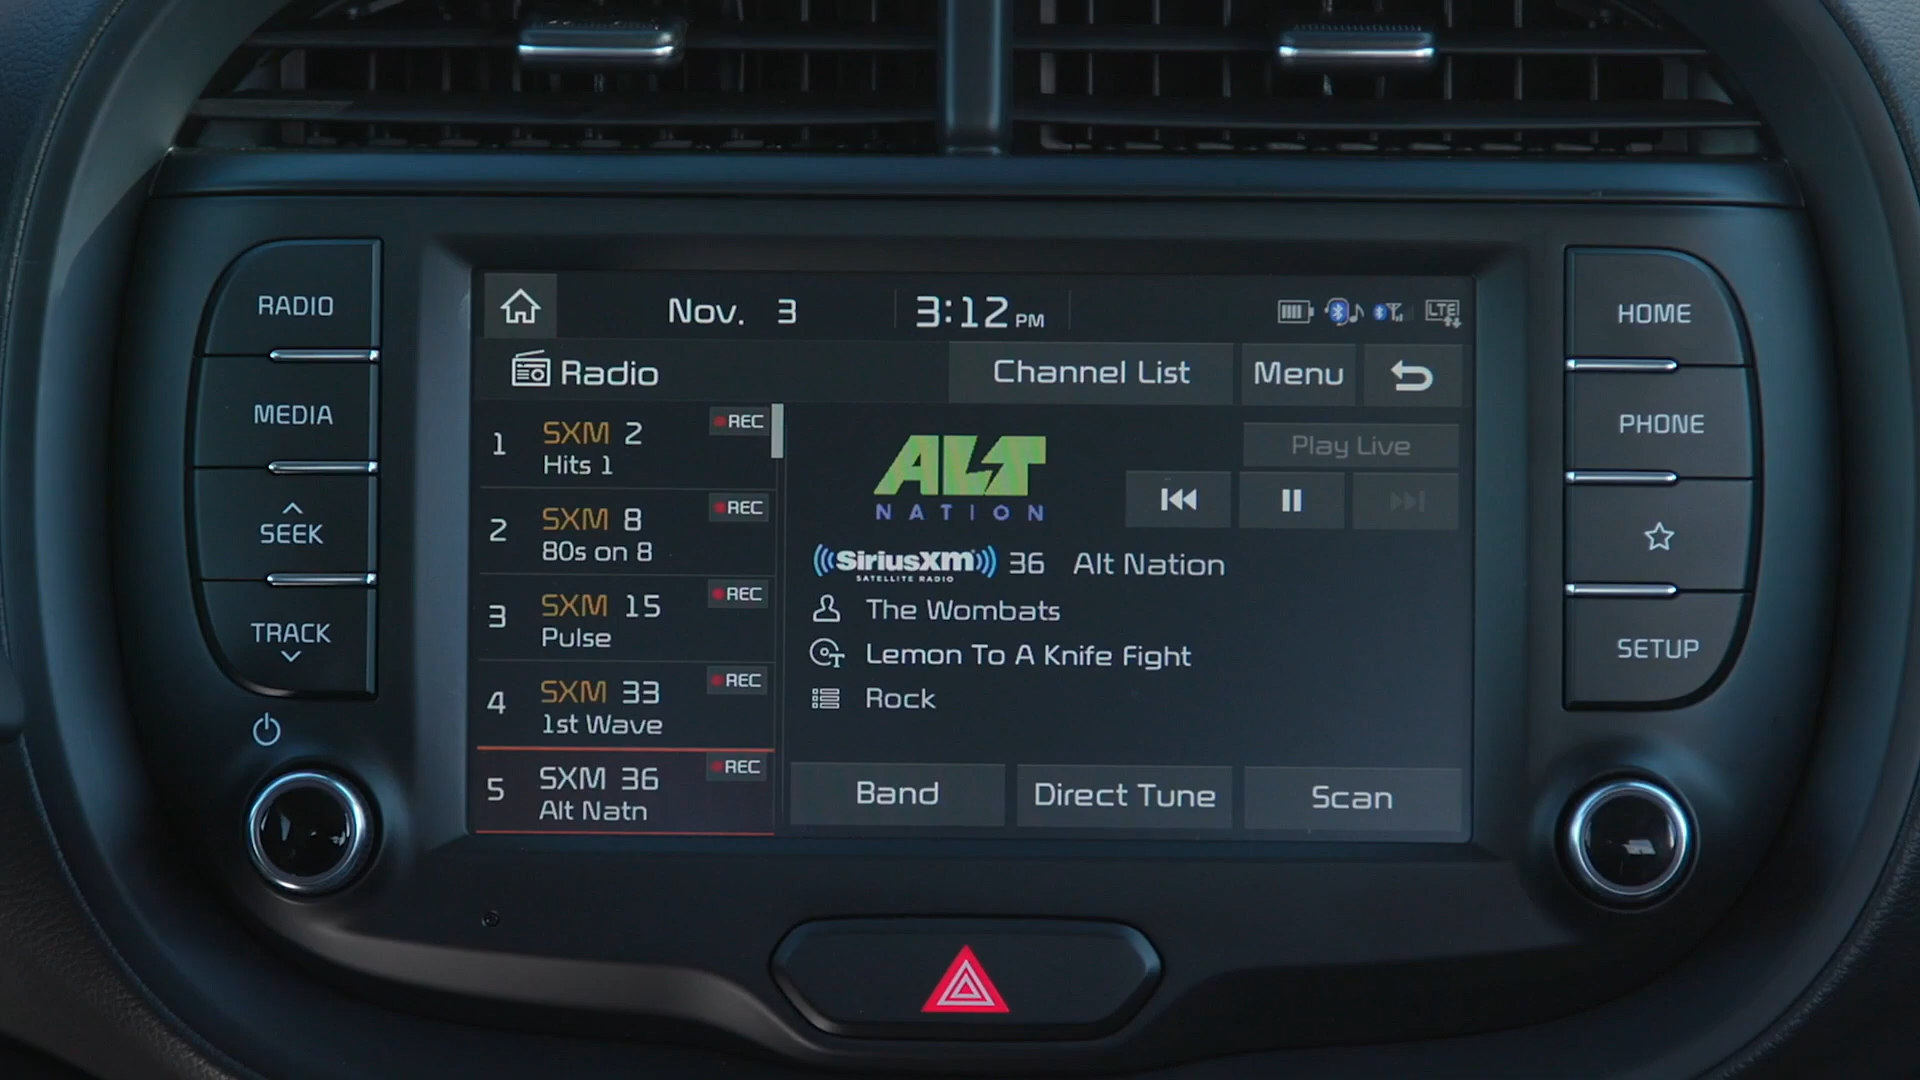 RADIO
MEDIA
SEEK
TRACK
Nov. 3
3:12 PM
LTE
Radio
Channel List
Menu
1
SXM 2
Hits 1
REC
2
SXM 8
80s on 8
REC
3
SXM 15
Pulse
REC
4
SXM 33
1st Wave
REC
5
SXM 36
Alt Natn
REC
ALT
NATION
Play Live
SiriusXM
SATELLITE RADIO
36 Alt Nation
The Wombats
Lemon To A Knife Fight
Rock
Band
Direct Tune
Scan
HOME
PHONE
SETUP